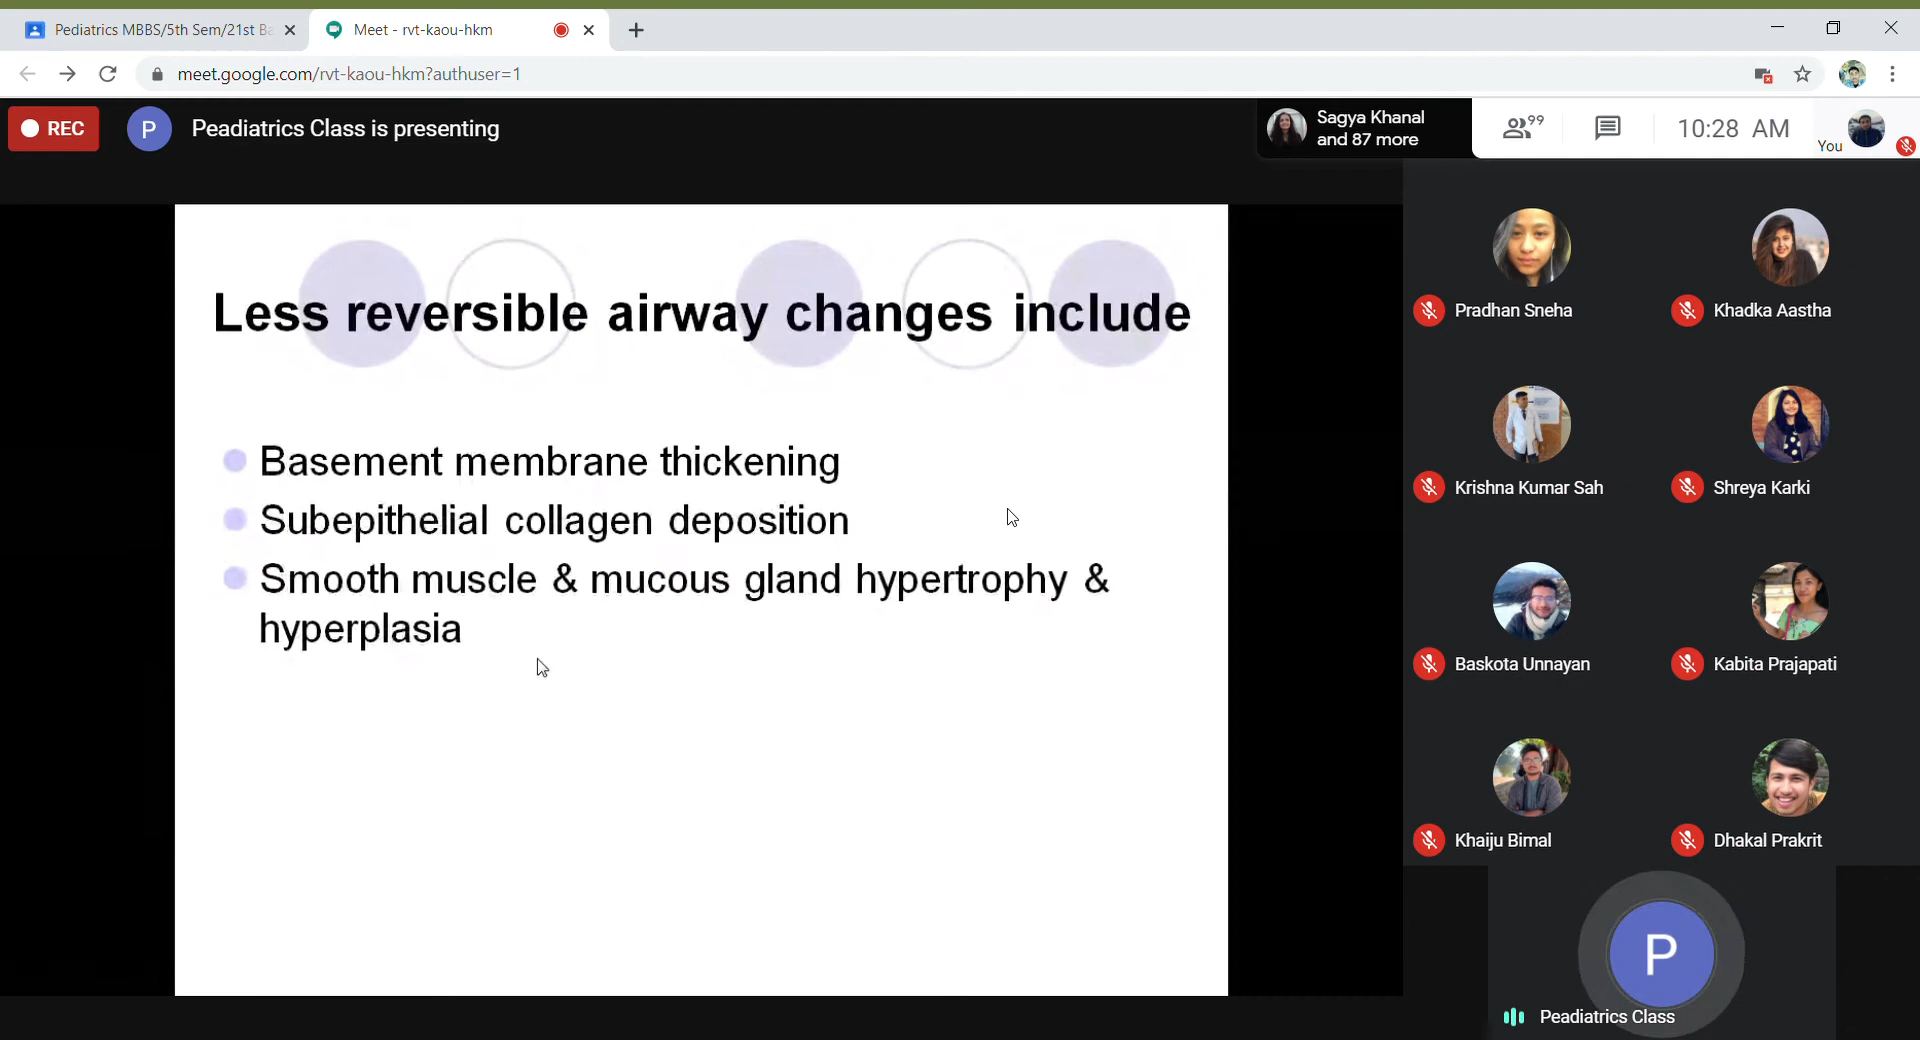 Pediatrics MBBS/5th Sem/21st Ba
Meet - rvt-kaou-hkm
meet.google.com/rvt-kaou-hkm?authuser=1
REC
P
Peadiatrics Class is presenting
Sagya Khanal
and 87 more
99
10:28 AM
You
Less reversible airway changes include
Basement membrane thickening
Subepithelial collagen deposition
Smooth muscle & mucous gland hypertrophy &
hyperplasia
Pradhan Sneha
Khadka Aastha
Krishna Kumar Sah
Shreya Karki
Baskota Unnayan
Kabita Prajapati
Khaiju Bimal
Dhakal Prakrit
P
Peadiatrics Class